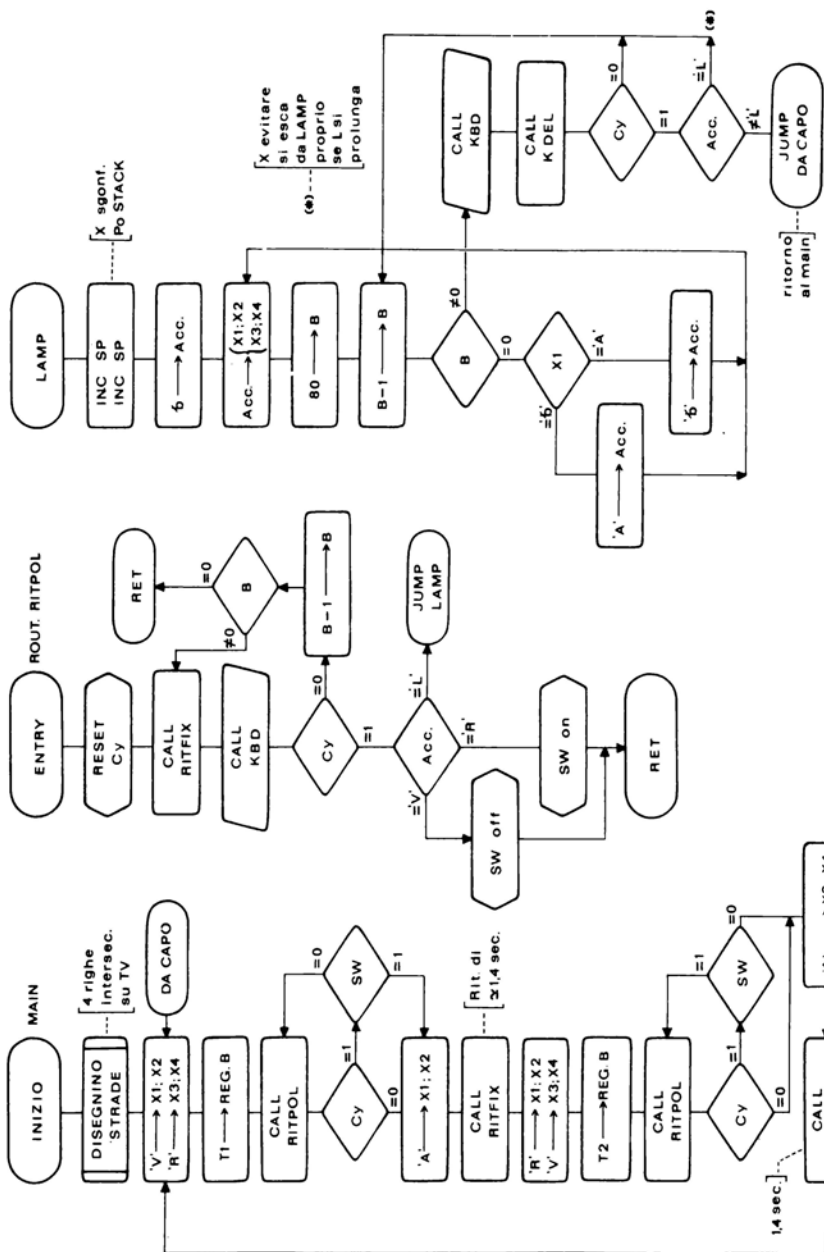 MAIN
INIZIO
DISEGNINO
STRADE
4 righe
intersec.
su TV
'V' → X1; X2
'R' → X3; X4
DA CAPO
T1 → REG. B
CALL
RITPOL
Cy
=1
=0
SW
=0
=1
'A' → X1; X2
CALL
RITFIX
Rit. di
≃1,4 sec.
'R' → X1; X2
'V' → X3; X4
T2 → REG. B
CALL
RITPOL
Cy
=1
=0
SW
=1
=0
1,4 sec.
CALL
ROUT. RITPOL
ENTRY
RESET
Cy
CALL
RITFIX
CALL
KBD
Cy
=0
=1
B-1 → B
B
≠0
=0
RET
Acc.
='V'
='L'
='R'
JUMP
LAMP
SW off
SW on
RET
LAMP
INC SP
INC SP
X sgonf.
Po STACK
ƀ → Acc.
Acc. → { X1; X2
X3; X4
80 → B
B-1 → B
B
≠0
=0
X1
='ƀ'
='A'
'A' → Acc.
'ƀ' → Acc.
(*)
X evitare
si esca
da LAMP
proprio
se L si
prolunga
CALL
KBD
CALL
K DEL
Cy
=0
=1
Acc.
='L'
(*)
≠'L'
JUMP
DA CAPO
ritorno
al main